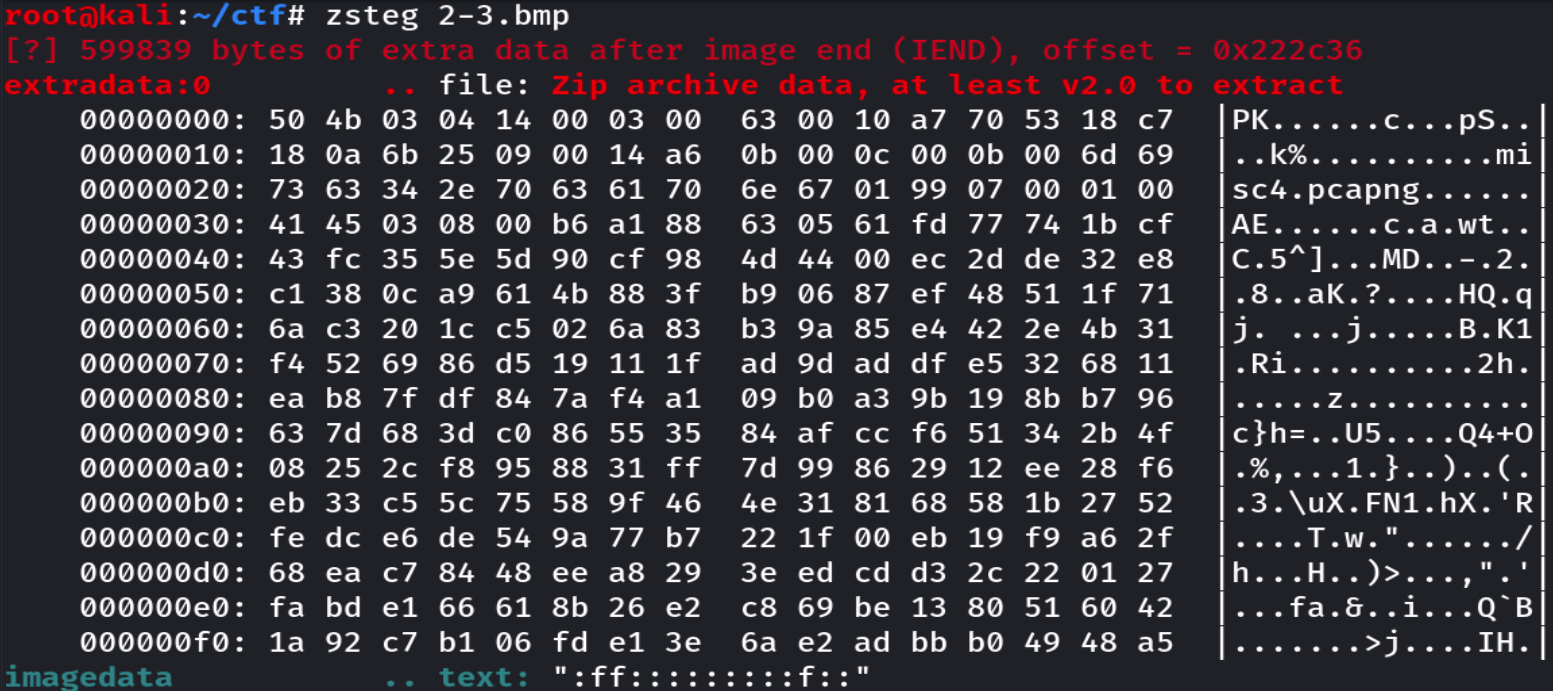 root@kali:~/ctf# zsteg 2-3.bmp
[?] 599839 bytes of extra data after image end (IEND), offset = 0x222c36
extradata:0 .. file: Zip archive data, at least v2.0 to extract
00000000: 50 4b 03 04 14 00 03 00  63 00 10 a7 70 53 18 c7  |PK......c...pS..|
00000010: 18 0a 6b 25 09 00 14 a6  0b 00 0c 00 0b 00 6d 69  |..k%..........mi|
00000020: 73 63 34 2e 70 63 61 70  6e 67 01 99 07 00 01 00  |sc4.pcapng......|
00000030: 41 45 03 08 00 b6 a1 88  63 05 61 fd 77 74 1b cf  |AE......c.a.wt..|
00000040: 43 fc 35 5e 5d 90 cf 98  4d 44 00 ec 2d de 32 e8  |C.5^]...MD..-.2.|
00000050: c1 38 0c a9 61 4b 88 3f  b9 06 87 ef 48 51 1f 71  |.8..aK.?....HQ.q|
00000060: 6a c3 20 1c c5 02 6a 83  b3 9a 85 e4 42 2e 4b 31  |j. ...j.....B.K1|
00000070: f4 52 69 86 d5 19 11 1f  ad 9d ad df e5 32 68 11  |.Ri..........2h.|
00000080: ea b8 7f df 84 7a f4 a1  09 b0 a3 9b 19 8b b7 96  |.....z..........|
00000090: 63 7d 68 3d c0 86 55 35  84 af cc f6 51 34 2b 4f  |c}h=..U5....Q4+O|
000000a0: 08 25 2c f8 95 88 31 ff  7d 99 86 29 12 ee 28 f6  |.%,...1.}..)..(.|
000000b0: eb 33 c5 5c 75 58 9f 46  4e 31 81 68 58 1b 27 52  |.3.\uX.FN1.hX.'R|
000000c0: fe dc e6 de 54 9a 77 b7  22 1f 00 eb 19 f9 a6 2f  |....T.w."....../|
000000d0: 68 ea c7 84 48 ee a8 29  3e ed cd d3 2c 22 01 27  |h...H..)>...,".'|
000000e0: fa bd e1 66 61 8b 26 e2  c8 69 be 13 80 51 60 42  |...fa.&..i...Q`B|
000000f0: 1a 92 c7 b1 06 fd e1 3e  6a e2 ad bb b0 49 48 a5  |.......>j....IH.|
imagedata .. text: ":ff:::::::::f::"